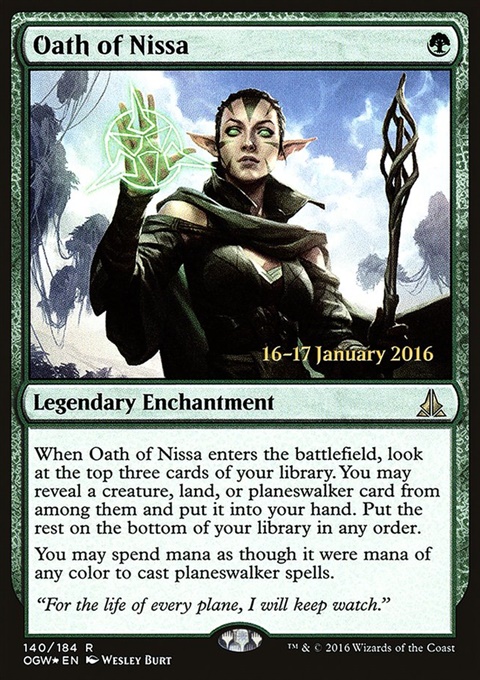 Oath of Nissa
16–17 January 2016
Legendary Enchantment
When Oath of Nissa enters the battlefield, look
at the top three cards of your library. You may
reveal a creature, land, or planeswalker card from
among them and put it into your hand. Put the
rest on the bottom of your library in any order.
You may spend mana as though it were mana of
any color to cast planeswalker spells.
“For the life of every plane, I will keep watch.”
140/184 R
™ & © 2016 Wizards of the Coast
OGW★EN Wesley Burt